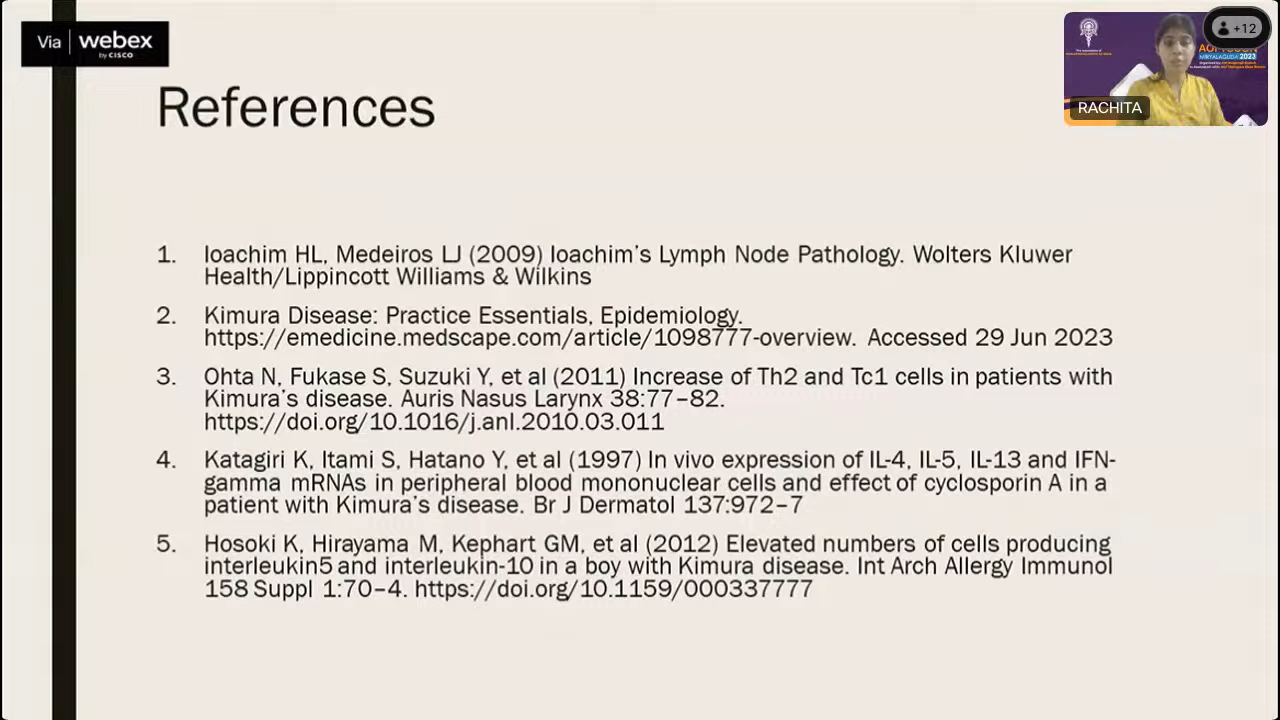 Via webex
by CISCO
+12
MIRYALAGUDA 2023
RACHITA
References
1. Ioachim HL, Medeiros LJ (2009) Ioachim's Lymph Node Pathology. Wolters Kluwer
Health/Lippincott Williams & Wilkins
2. Kimura Disease: Practice Essentials, Epidemiology.
https://emedicine.medscape.com/article/1098777-overview. Accessed 29 Jun 2023
3. Ohta N, Fukase S, Suzuki Y, et al (2011) Increase of Th2 and Tc1 cells in patients with
Kimura's disease. Auris Nasus Larynx 38:77–82.
https://doi.org/10.1016/j.anl.2010.03.011
4. Katagiri K, Itami S, Hatano Y, et al (1997) In vivo expression of IL-4, IL-5, IL-13 and IFN-
gamma mRNAs in peripheral blood mononuclear cells and effect of cyclosporin A in a
patient with Kimura's disease. Br J Dermatol 137:972–7
5. Hosoki K, Hirayama M, Kephart GM, et al (2012) Elevated numbers of cells producing
interleukin5 and interleukin-10 in a boy with Kimura disease. Int Arch Allergy Immunol
158 Suppl 1:70–4. https://doi.org/10.1159/000337777